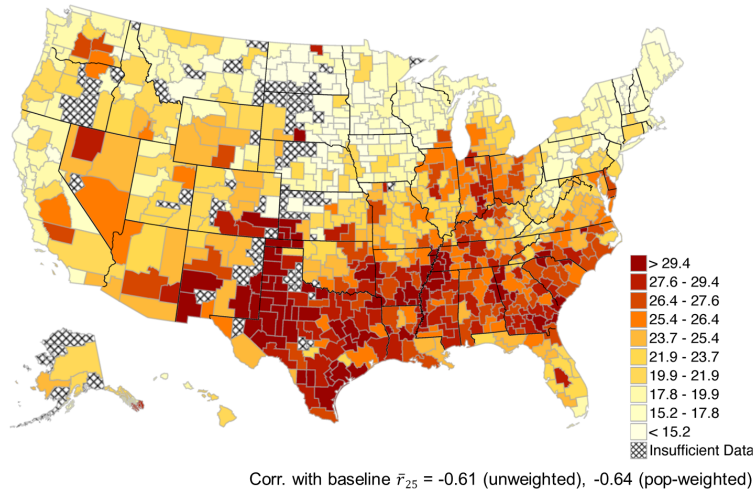 > 29.4
27.6 - 29.4
26.4 - 27.6
25.4 - 26.4
23.7 - 25.4
21.9 - 23.7
19.9 - 21.9
17.8 - 19.9
15.2 - 17.8
< 15.2
Insufficient Data
Corr. with baseline r̄₂₅ = -0.61 (unweighted), -0.64 (pop-weighted)